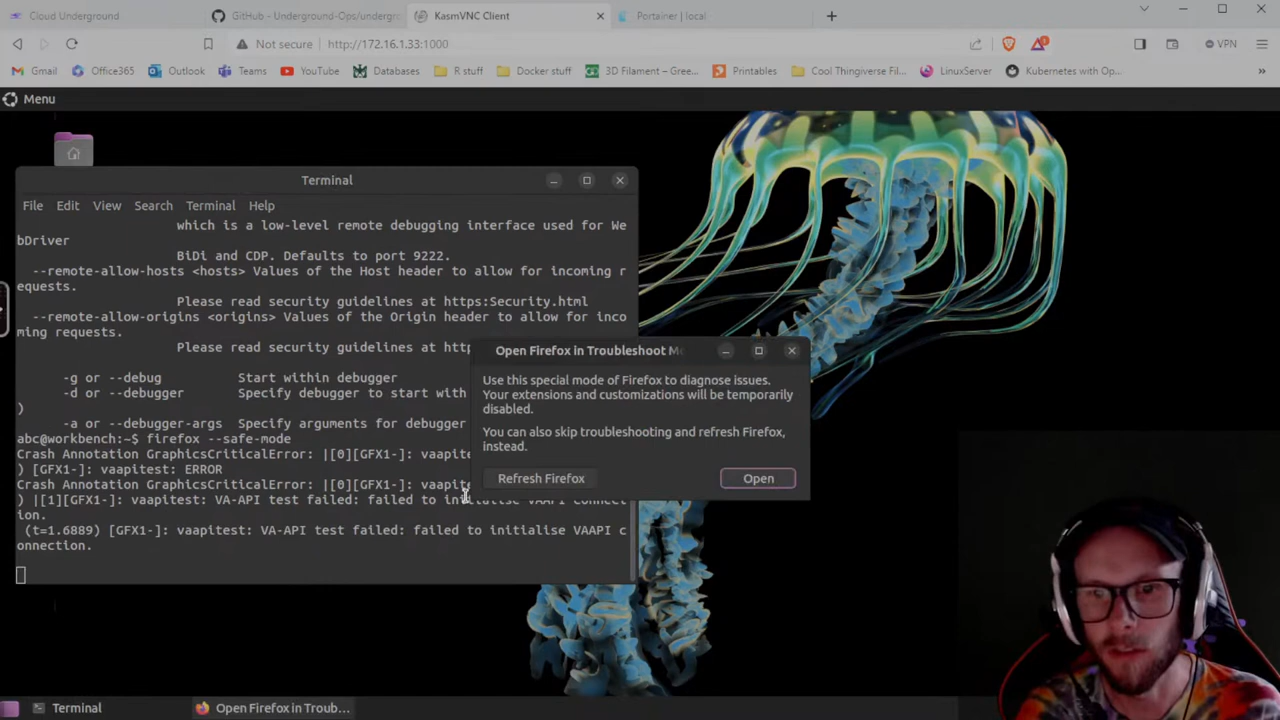 Cloud Underground
GitHub - Underground-Ops/undergr
KasmVNC Client
Portainer | local
Not secure
http://172.16.1.33:1000
VPN
Gmail
Office365
Outlook
Teams
YouTube
Databases
R stuff
Docker stuff
3D Filament – Gree...
Printables
Cool Thingiverse Fil...
LinuxServer
Kubernetes with Op...
Menu
Terminal
File Edit View Search Terminal Help
which is a low-level remote debugging interface used for We
bDriver
BiDi and CDP. Defaults to port 9222.
--remote-allow-hosts <hosts> Values of the Host header to allow for incoming r
equests.
Please read security guidelines at https:Security.html
--remote-allow-origins <origins> Values of the Origin header to allow for inco
ming requests.
Please read security guidelines at htt
-g or --debug Start within debugger
-d or --debugger Specify debugger to start with
)
-a or --debugger-args Specify arguments for debugger
abc@workbench:~$ firefox --safe-mode
Crash Annotation GraphicsCriticalError: |[0][GFX1-]: vaapite
) [GFX1-]: vaapitest: ERROR
Crash Annotation GraphicsCriticalError: |[0][GFX1-]: vaapite
) |[1][GFX1-]: vaapitest: VA-API test failed: failed to initialise VAAPI connect
ion.
(t=1.6889) [GFX1-]: vaapitest: VA-API test failed: failed to initialise VAAPI c
onnection.
Open Firefox in Troubleshoot Mo
Use this special mode of Firefox to diagnose issues.
Your extensions and customizations will be temporarily
disabled.
You can also skip troubleshooting and refresh Firefox,
instead.
Refresh Firefox
Open
Terminal
Open Firefox in Troub...